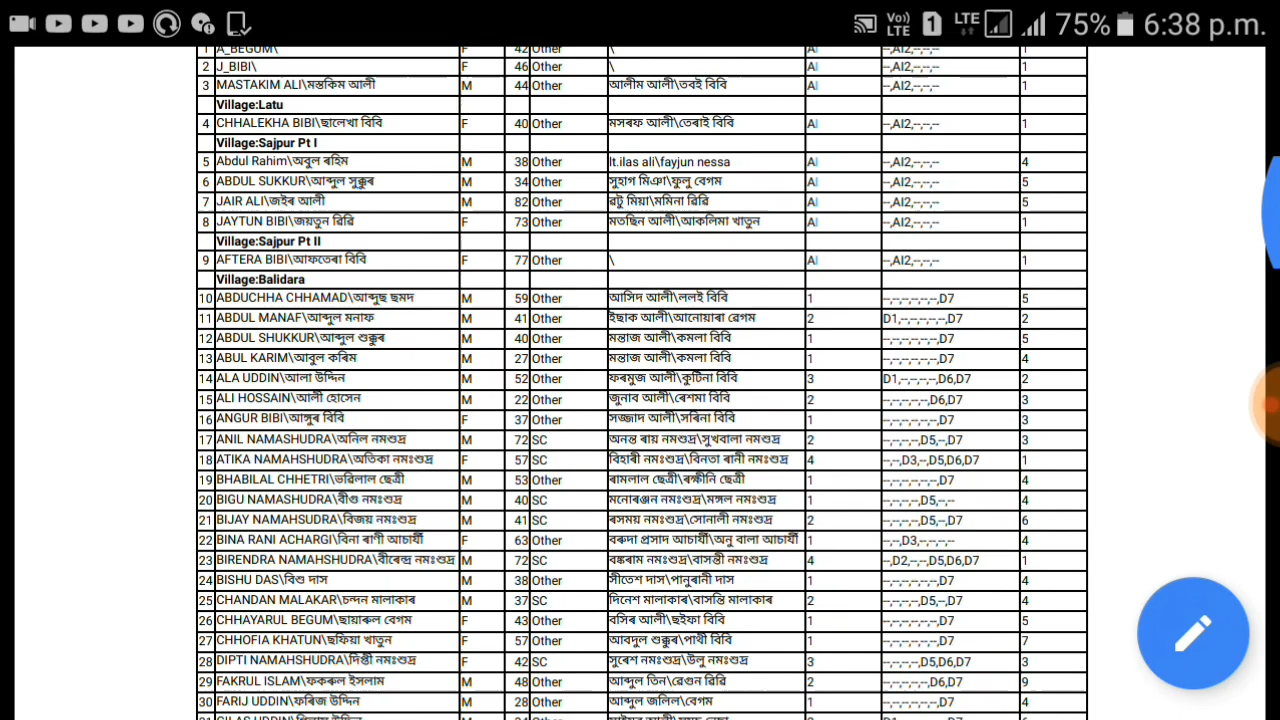 Vo) LTE 1 LTE 75% 6:38 p.m.
1 A_BEGUM\ F 42 Other \ AI --,AI2,--,--,-- 1
2 J_BIBI\ F 46 Other \ AI --,AI2,--,--,-- 1
3 MASTAKIM ALI\মস্তকিম আলী M 44 Other আলীম আলী\তবই বিবি AI --,AI2,--,--,-- 1
Village:Latu
4 CHHALEKHA BIBI\ছালেখা বিবি F 40 Other মসৰফ আলী\তেৰাই বিবি AI --,AI2,--,--,-- 1
Village:Sajpur Pt I
5 Abdul Rahim\অবুল ৰহিম M 38 Other lt.ilas ali\fayjun nessa AI --,AI2,--,--,-- 4
6 ABDUL SUKKUR\আব্দুল সুক্কুৰ M 34 Other সুহাগ মিঞা\ফুলু বেগম AI --,AI2,--,--,-- 5
7 JAIR ALI\জইৰ আলী M 82 Other ৱটু মিয়া\মমিনা ৱিৱি AI --,AI2,--,--,-- 5
8 JAYTUN BIBI\জয়তুন ৱিৱি F 73 Other মতছিন আলী\আকলিমা খাতুন AI --,AI2,--,--,-- 1
Village:Sajpur Pt II
9 AFTERA BIBI\আফতেৰা বিবি F 77 Other \ AI --,AI2,--,--,-- 1
Village:Balidara
10 ABDUCHHA CHHAMAD\আব্দুছ ছমদ M 59 Other আসিদ আলী\ললই বিবি 1 --,--,--,--,--,--,D7 5
11 ABDUL MANAF\আব্দুল মনাফ M 41 Other ইছাক আলী\আনোয়াৰা ৱেগম 2 D1,--,--,--,--,--,D7 2
12 ABDUL SHUKKUR\আব্দুল শুক্কুৰ M 40 Other মন্তাজ আলী\কমলা বিবি 1 --,--,--,--,--,--,D7 5
13 ABUL KARIM\আবুল কৰিম M 27 Other মন্তাজ আলী\কমলা বিবি 1 --,--,--,--,--,--,D7 4
14 ALA UDDIN\আলা উদ্দিন M 52 Other ফৰমুজ আলী\কুটিনা বিবি 3 D1,--,--,--,--,D6,D7 2
15 ALI HOSSAIN\আলী হোসেন M 22 Other জুনাব আলী\ৰেশমা বিবি 2 --,--,--,--,--,D6,D7 3
16 ANGUR BIBI\আঙ্গুৰ বিবি F 37 Other সজ্জাদ আলী\সৰিনা বিবি 1 --,--,--,--,--,--,D7 3
17 ANIL NAMASHUDRA\অনিল নমশুদ্ৰ M 72 SC অনন্ত ৰায় নমশুদ্ৰ\সুখবালা নমশুদ্ৰ 2 --,--,--,--,D5,--,D7 3
18 ATIKA NAMAHSHUDRA\অতিকা নমঃশুদ্ৰ F 57 SC বিহাৰী নমঃশুদ্ৰ\বিনতা ৰানী নমঃশুদ্ৰ 4 --,--,D3,--,D5,D6,D7 1
19 BHABILAL CHHETRI\ভৱিলাল ছেত্ৰী M 53 Other ৰামলাল ছেত্ৰী\ৰক্ষীনি ছেত্ৰী 1 --,--,--,--,--,--,D7 4
20 BIGU NAMASHUDRA\বীগু নমঃশুদ্ৰ M 40 SC মনোৰঞ্জন নমঃশুদ্ৰ\মঙ্গল নমঃশুদ্ৰ 1 --,--,--,--,D5,--,-- 4
21 BIJAY NAMAHSUDRA\বিজয় নমঃশুদ্ৰ M 41 SC ৰসময় নমঃশুদ্ৰ\সোনালী নমঃশুদ্ৰ 2 --,--,--,--,D5,--,D7 6
22 BINA RANI ACHARGI\বিনা ৰাণী আচাৰ্যী F 63 Other বৰুদা প্ৰসাদ আচাৰ্যী\অনু বালা আচাৰ্যী 1 --,--,D3,--,--,--,-- 4
23 BIRENDRA NAMAHSHUDRA\বীৰেন্দ্ৰ নমঃশুদ্ৰ M 72 SC বঙ্কৰাম নমঃশুদ্ৰ\বাসন্তী নমঃশুদ্ৰ 4 --,D2,--,--,D5,D6,D7 1
24 BISHU DAS\বিশু দাস M 38 Other সীতেশ দাস\পানুৰানী দাস 1 --,--,--,--,--,--,D7 4
25 CHANDAN MALAKAR\চন্দন মালাকাৰ M 37 SC দিনেশ মালাকাৰ\বাসন্তি মালাকাৰ 2 --,--,--,--,D5,--,D7 4
26 CHHAYARUL BEGUM\ছায়াৰুল বেগম F 43 Other বসিৰ আলী\ছইফা বিবি 1 --,--,--,--,--,--,D7 5
27 CHHOFIA KHATUN\ছফিয়া খাতুন F 57 Other আবদুল শুক্কুৰ\পাখী বিবি 1 --,--,--,--,--,--,D7 7
28 DIPTI NAMAHSHUDRA\দিপ্তী নমঃশুদ্ৰ F 42 SC সুৰেশ নমঃশুদ্ৰ\উলু নমঃশুদ্ৰ 3 --,--,--,--,D5,D6,D7 3
29 FAKRUL ISLAM\ফকৰুল ইসলাম M 48 Other আব্দুল তিন\ৱেগুন ৱিৱি 2 --,--,--,--,--,D6,D7 9
30 FARIJ UDDIN\ফৰিজ উদ্দিন M 28 Other আব্দুল জলিল\বেগম 1 --,--,--,--,--,--,D7 4